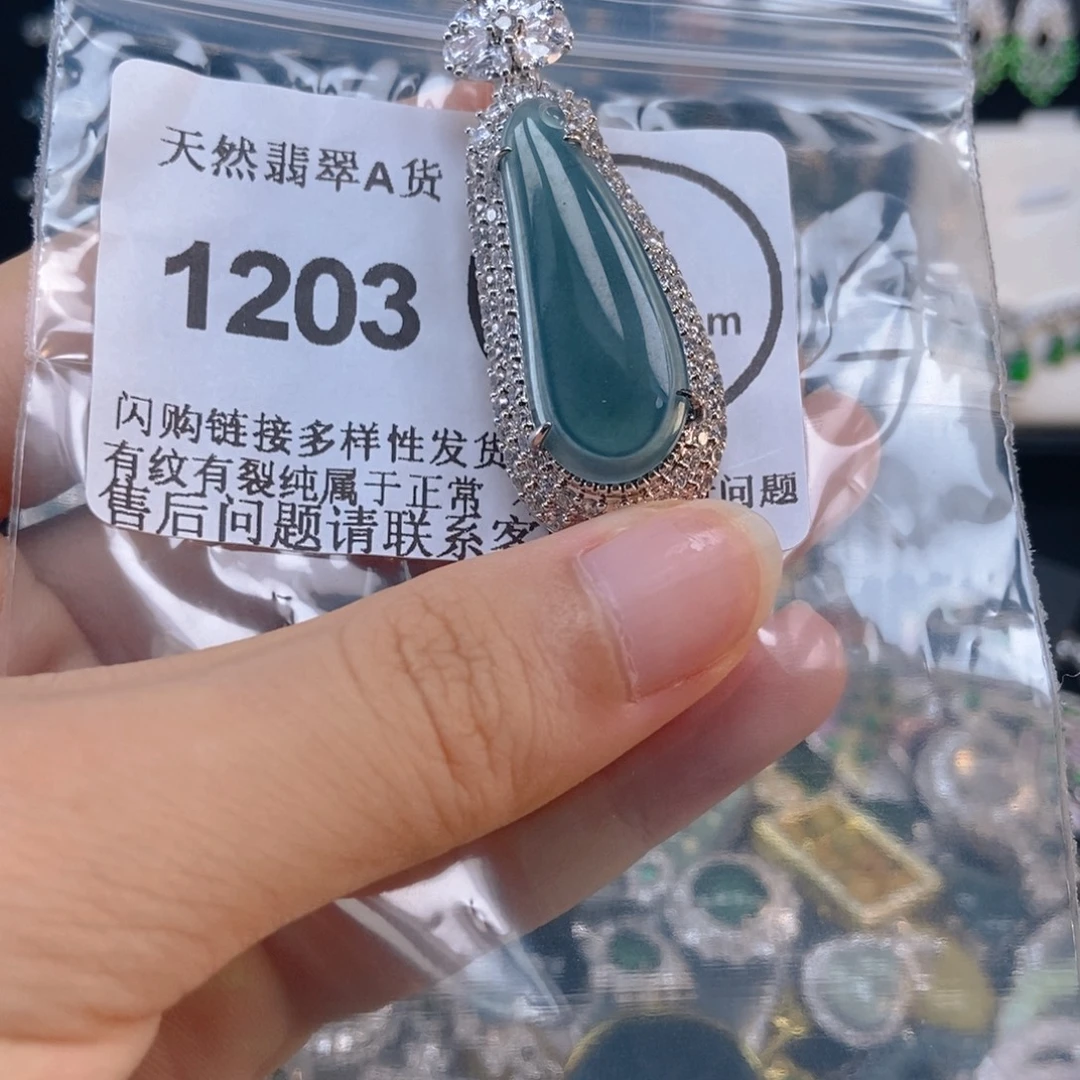 天然翡翠A货
1203
m
闪购链接多样性发货
有纹有裂纯属于正常 问题
售后问题请联系客